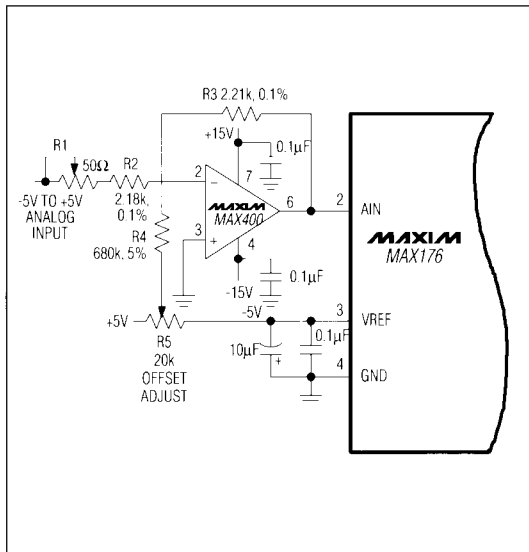 R3 2.21k, 0.1%
+15V
0.1µF
R1
50Ω
R2
2
7
-5V TO +5V
ANALOG
INPUT
2.18k,
0.1%
MAXIM
MAX400
6
2
AIN
MAXIM
MAX176
R4
680k, 5%
3
4
-15V
0.1µF
+5V
-5V
3
VREF
R5
20k
OFFSET
ADJUST
10µF
+
0.1µF
4
GND